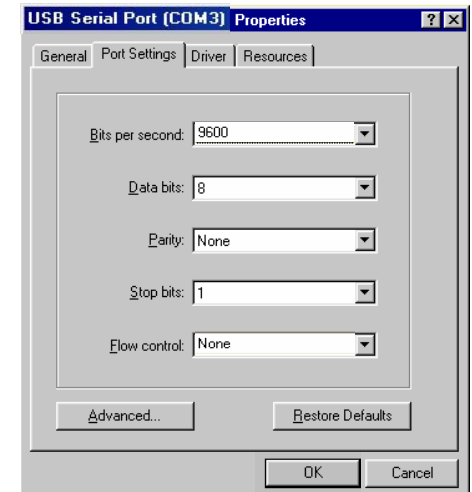 USB Serial Port (COM3) Properties ? X
General Port Settings Driver Resources
Bits per second: 9600
Data bits: 8
Parity: None
Stop bits: 1
Flow control: None
Advanced... Restore Defaults
OK Cancel